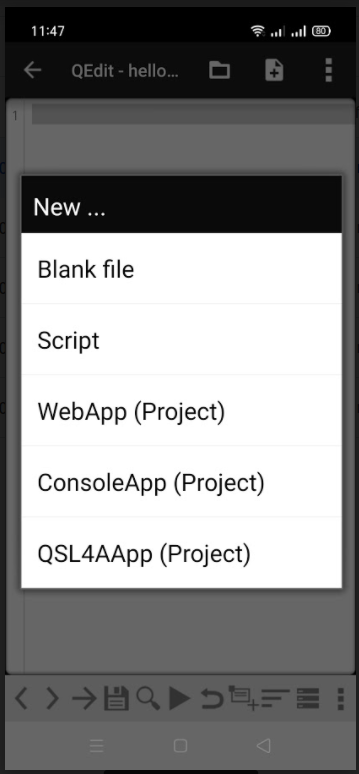 11:47
80
QEdit - hello...
1
New ...
Blank file
Script
WebApp (Project)
ConsoleApp (Project)
QSL4AApp (Project)